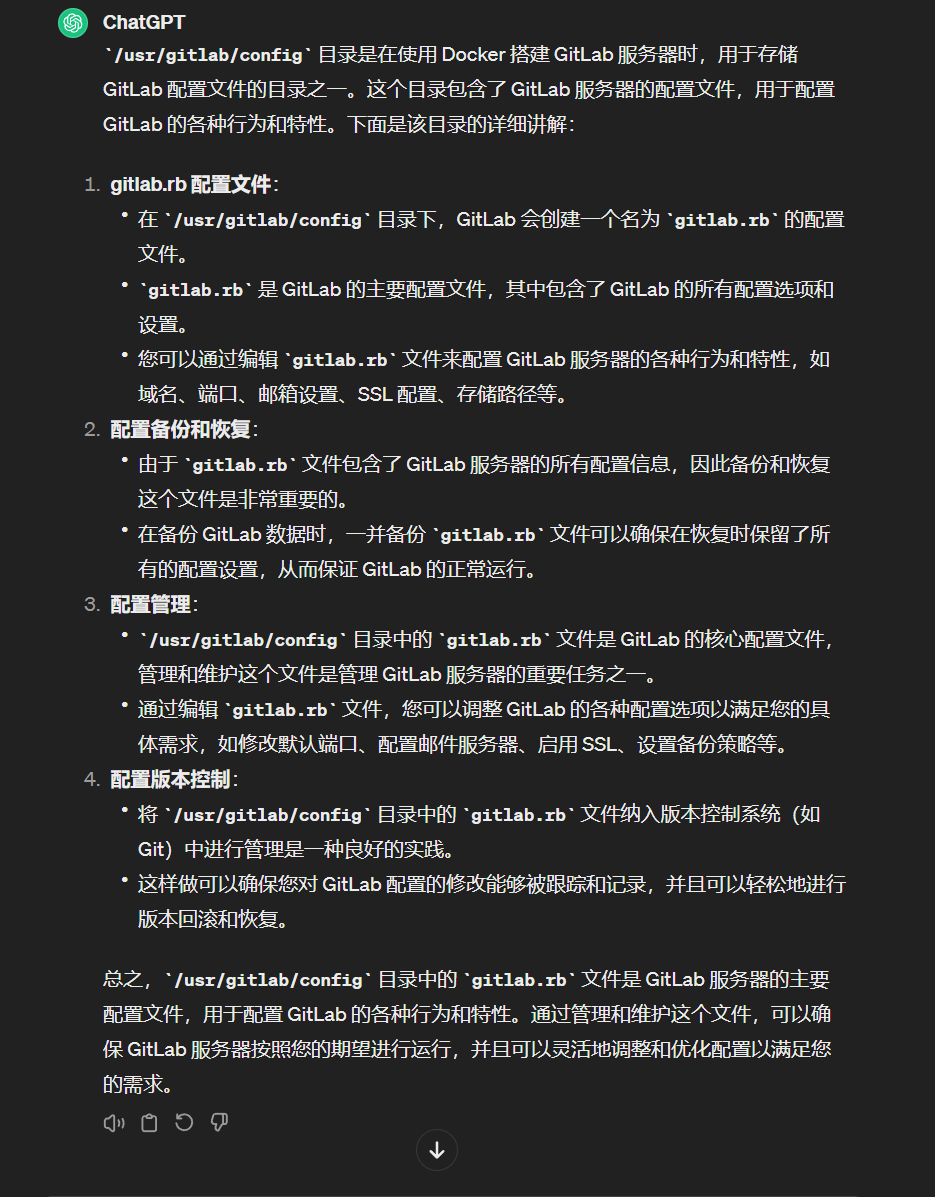 ChatGPT
`/usr/gitlab/config` 目录是在使用 Docker 搭建 GitLab 服务器时，用于存储
GitLab 配置文件的目录之一。这个目录包含了 GitLab 服务器的配置文件，用于配置
GitLab 的各种行为和特性。下面是该目录的详细讲解：
1. gitlab.rb 配置文件：
• 在 `/usr/gitlab/config` 目录下，GitLab 会创建一个名为 `gitlab.rb` 的配置
文件。
• `gitlab.rb` 是 GitLab 的主要配置文件，其中包含了 GitLab 的所有配置选项和
设置。
• 您可以通过编辑 `gitlab.rb` 文件来配置 GitLab 服务器的各种行为和特性，如
域名、端口、邮箱设置、SSL 配置、存储路径等。
2. 配置备份和恢复：
• 由于 `gitlab.rb` 文件包含了 GitLab 服务器的所有配置信息，因此备份和恢复
这个文件是非常重要的。
• 在备份 GitLab 数据时，一并备份 `gitlab.rb` 文件可以确保在恢复时保留了所
有的配置设置，从而保证 GitLab 的正常运行。
3. 配置管理：
• `/usr/gitlab/config` 目录中的 `gitlab.rb` 文件是 GitLab 的核心配置文件，
管理和维护这个文件是管理 GitLab 服务器的重要任务之一。
• 通过编辑 `gitlab.rb` 文件，您可以调整 GitLab 的各种配置选项以满足您的具
体需求，如修改默认端口、配置邮件服务器、启用 SSL、设置备份策略等。
4. 配置版本控制：
• 将 `/usr/gitlab/config` 目录中的 `gitlab.rb` 文件纳入版本控制系统（如
Git）中进行管理是一种良好的实践。
• 这样做可以确保您对 GitLab 配置的修改能够被跟踪和记录，并且可以轻松地进行
版本回滚和恢复。
总之，`/usr/gitlab/config` 目录中的 `gitlab.rb` 文件是 GitLab 服务器的主要
配置文件，用于配置 GitLab 的各种行为和特性。通过管理和维护这个文件，可以确
保 GitLab 服务器按照您的期望进行运行，并且可以灵活地调整和优化配置以满足您
的需求。